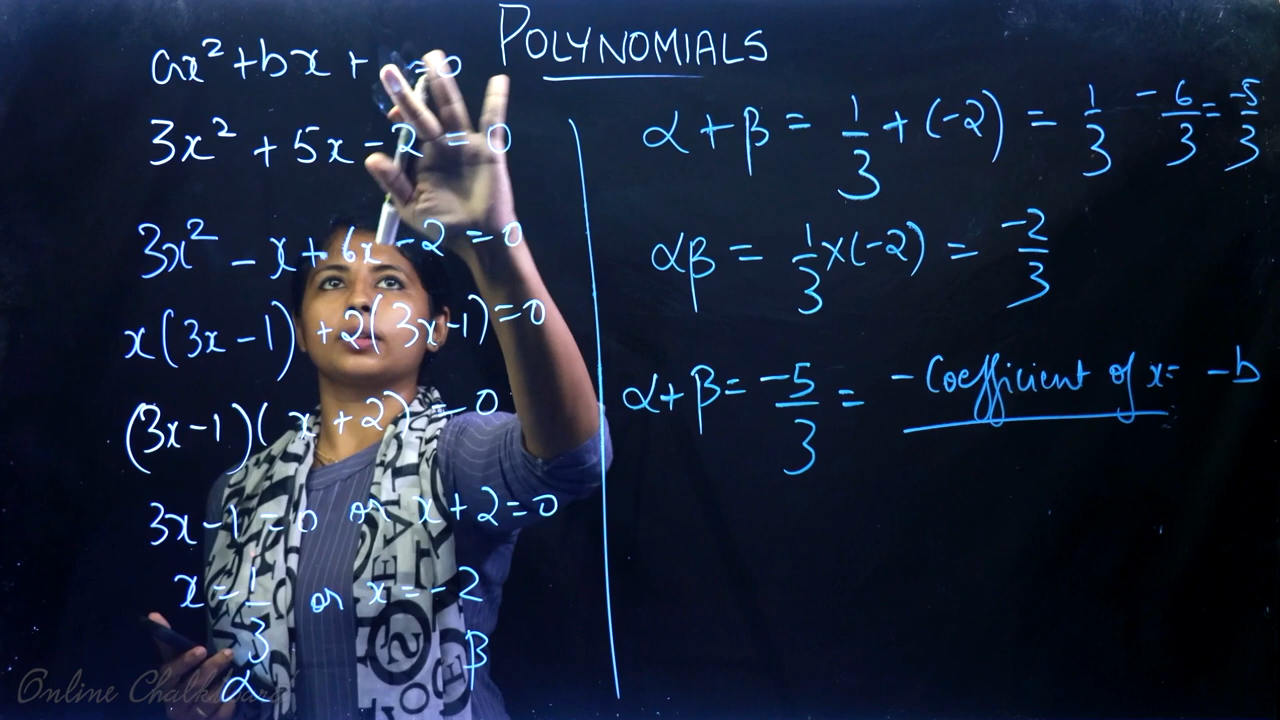 POLYNOMIALS
ax² + bx + = 0
3x² + 5x - 2 = 0
3x² - x + 6x - 2 = 0
x(3x - 1) + 2(3x - 1) = 0
(3x - 1)(x + 2) = 0
3x - 1 = 0 or x + 2 = 0
x = 1/3 or x = -2
α β
α + β = 1/3 + (-2) = 1/3 - 6/3 = -5/3
αβ = 1/3 × (-2) = -2/3
α + β = -5/3 = - Coefficient of x = -b
Online